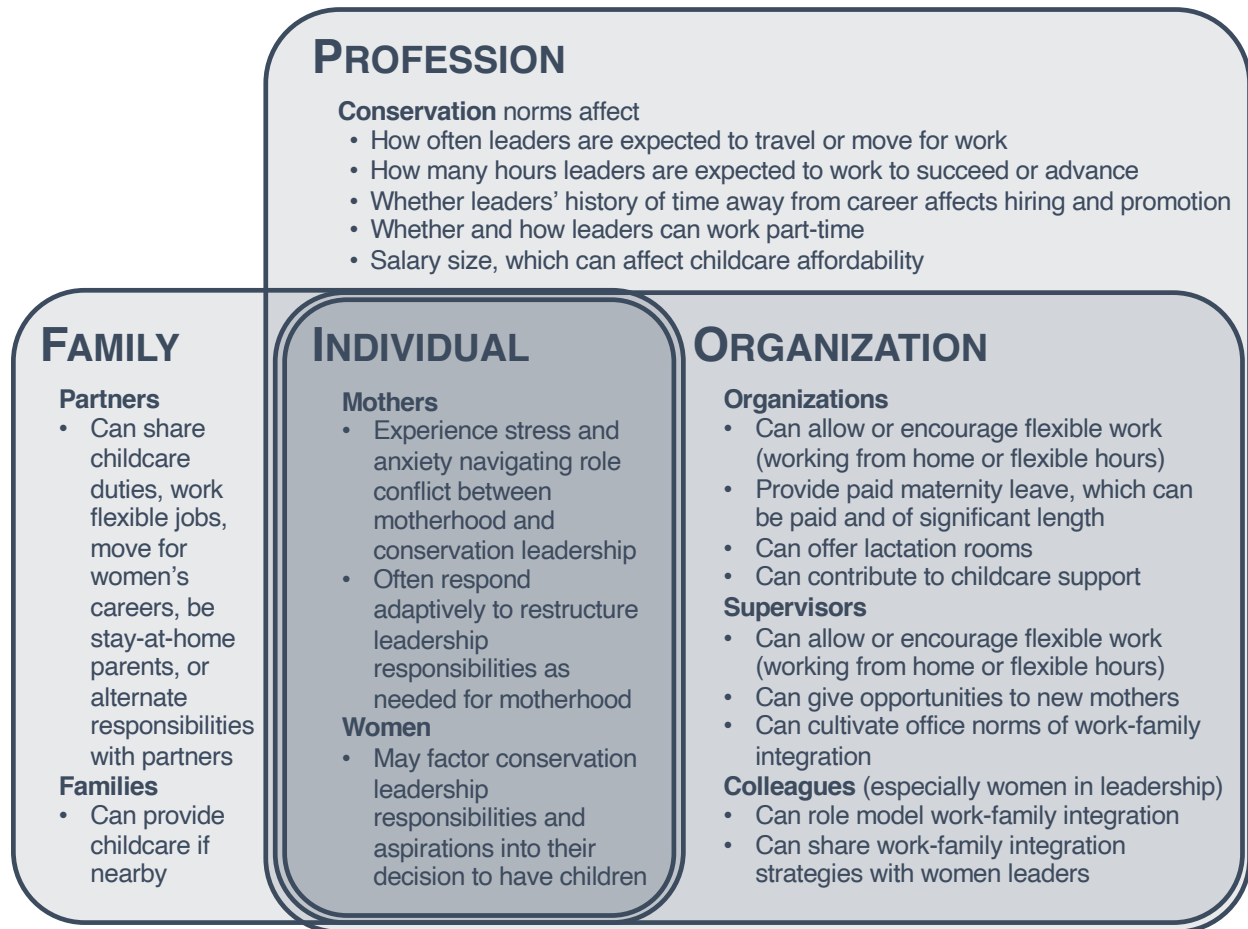 PROFESSION
Conservation norms affect
• How often leaders are expected to travel or move for work
• How many hours leaders are expected to work to succeed or advance
• Whether leaders’ history of time away from career affects hiring and promotion
• Whether and how leaders can work part-time
• Salary size, which can affect childcare affordability
FAMILY
Partners
• Can share
childcare
duties, work
flexible jobs,
move for
women’s
careers, be
stay-at-home
parents, or
alternate
responsibilities
with partners
Families
• Can provide
childcare if
nearby
INDIVIDUAL
Mothers
• Experience stress and
anxiety navigating role
conflict between
motherhood and
conservation leadership
• Often respond
adaptively to restructure
leadership
responsibilities as
needed for motherhood
Women
• May factor conservation
leadership
responsibilities and
aspirations into their
decision to have children
ORGANIZATION
Organizations
• Can allow or encourage flexible work
(working from home or flexible hours)
• Provide paid maternity leave, which can
be paid and of significant length
• Can offer lactation rooms
• Can contribute to childcare support
Supervisors
• Can allow or encourage flexible work
(working from home or flexible hours)
• Can give opportunities to new mothers
• Can cultivate office norms of work-family
integration
Colleagues (especially women in leadership)
• Can role model work-family integration
• Can share work-family integration
strategies with women leaders